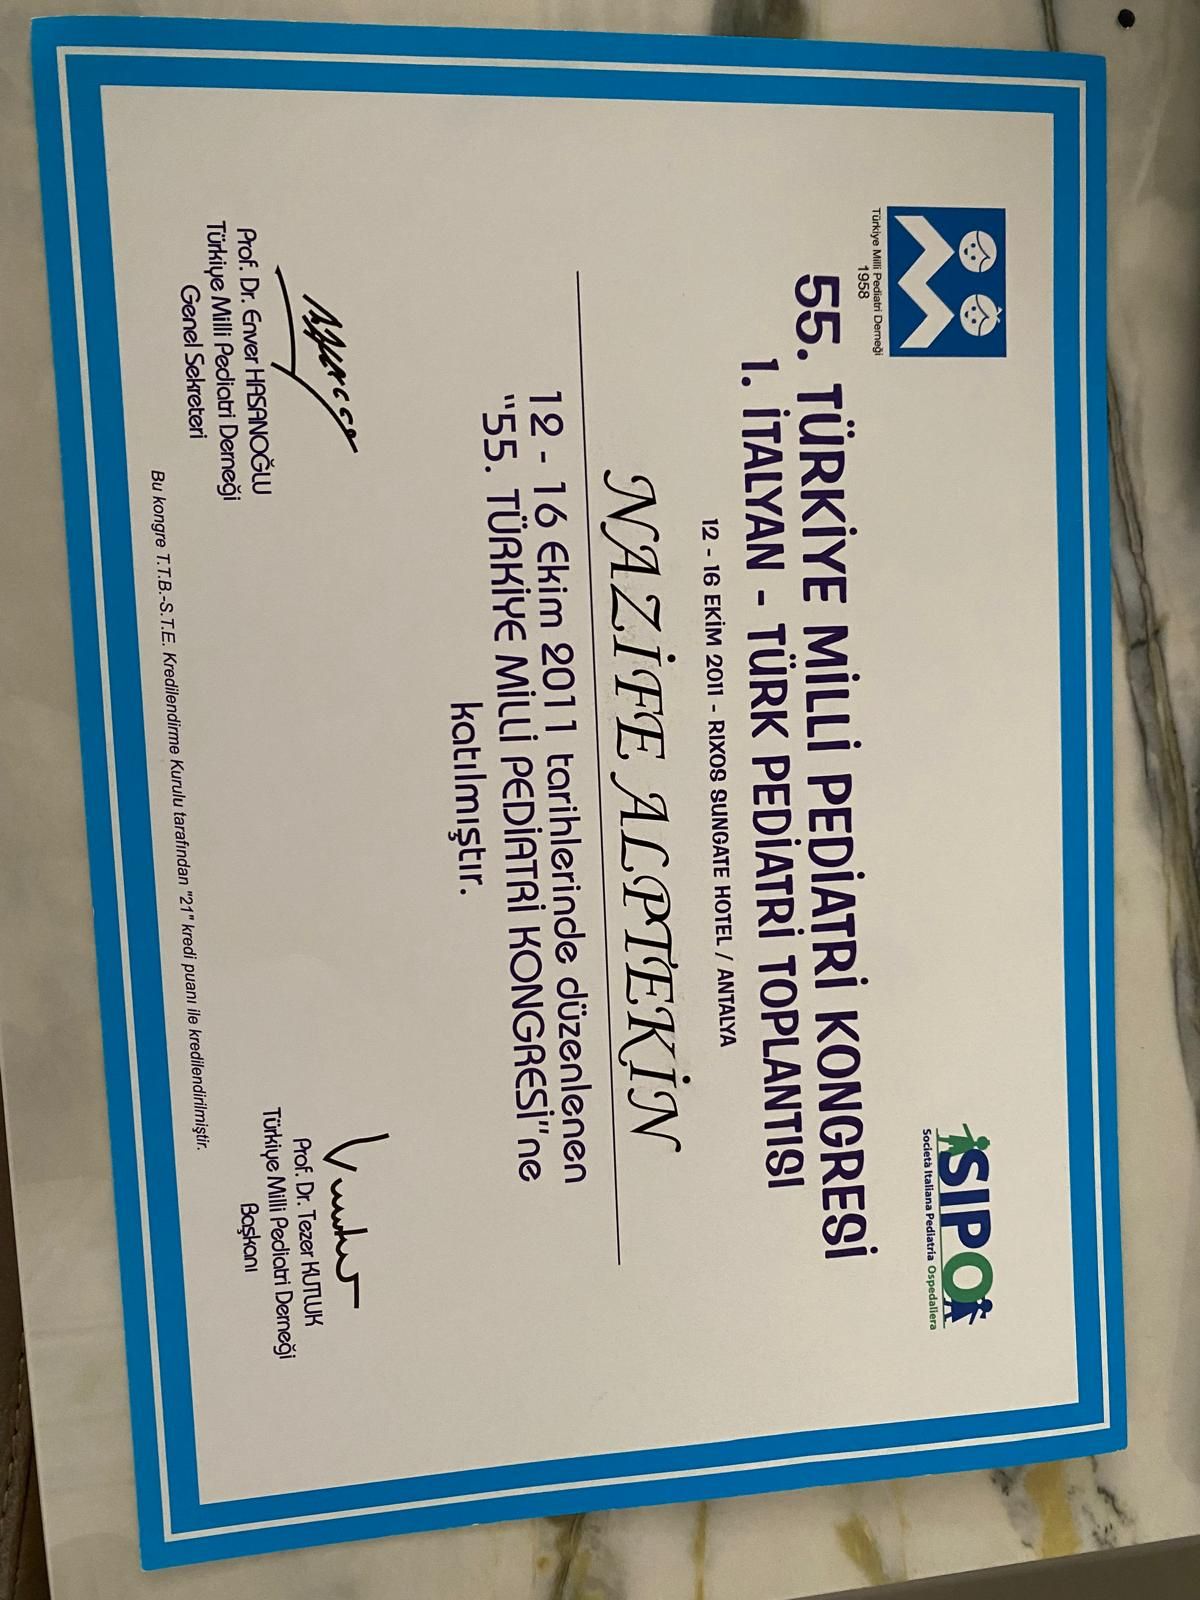 Türkiye Milli Pediatri Derneği
1958
SIPO
Società Italiana Pediatria Ospedaliera
55. TÜRKİYE MİLLİ PEDİATRİ KONGRESİ
1. İTALYAN - TÜRK PEDİATRİ TOPLANTISI
12 - 16 EKİM 2011 - RIXOS SUNGATE HOTEL / ANTALYA
NAZİFE ALPTEKİN
12 - 16 Ekim 2011 tarihlerinde düzenlenen
"55. TÜRKİYE MİLLİ PEDİATRİ KONGRESİ"ne
katılmıştır.
Prof. Dr. Enver HASANOĞLU
Türkiye Milli Pediatri Derneği
Genel Sekreteri
Prof. Dr. Tezer KUTLUK
Türkiye Milli Pediatri Derneği
Başkanı
Bu kongre T.T.B.-S.T.E. Kredilendirme Kurulu tarafından "21" kredi puanı ile kredilendirilmiştir.